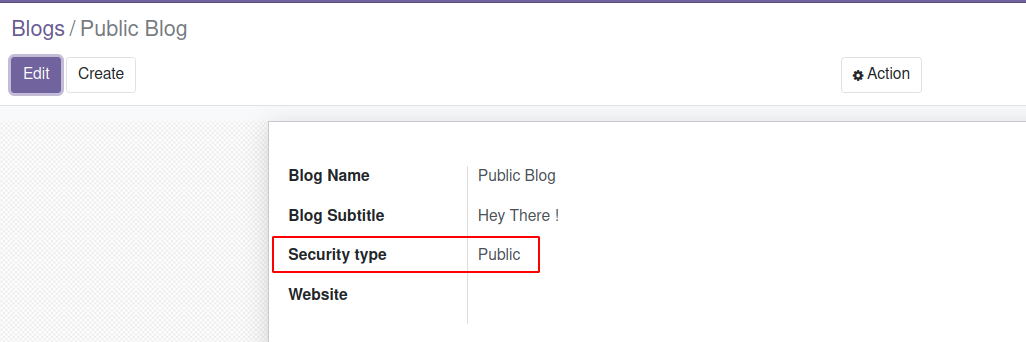 Blogs / Public Blog
Edit Create Action
Blog Name Public Blog
Blog Subtitle Hey There !
Security type Public
Website